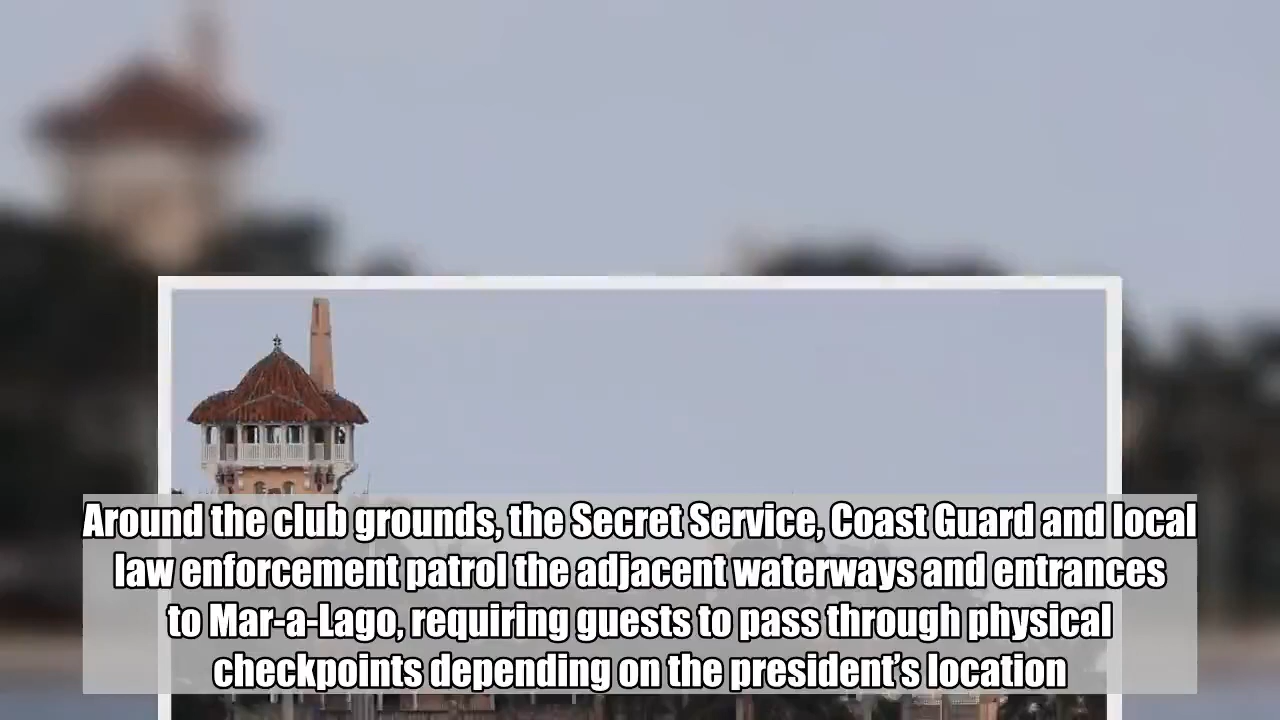 Around the club grounds, the Secret Service, Coast Guard and local
law enforcement patrol the adjacent waterways and entrances
to Mar-a-Lago, requiring guests to pass through physical
checkpoints depending on the president’s location